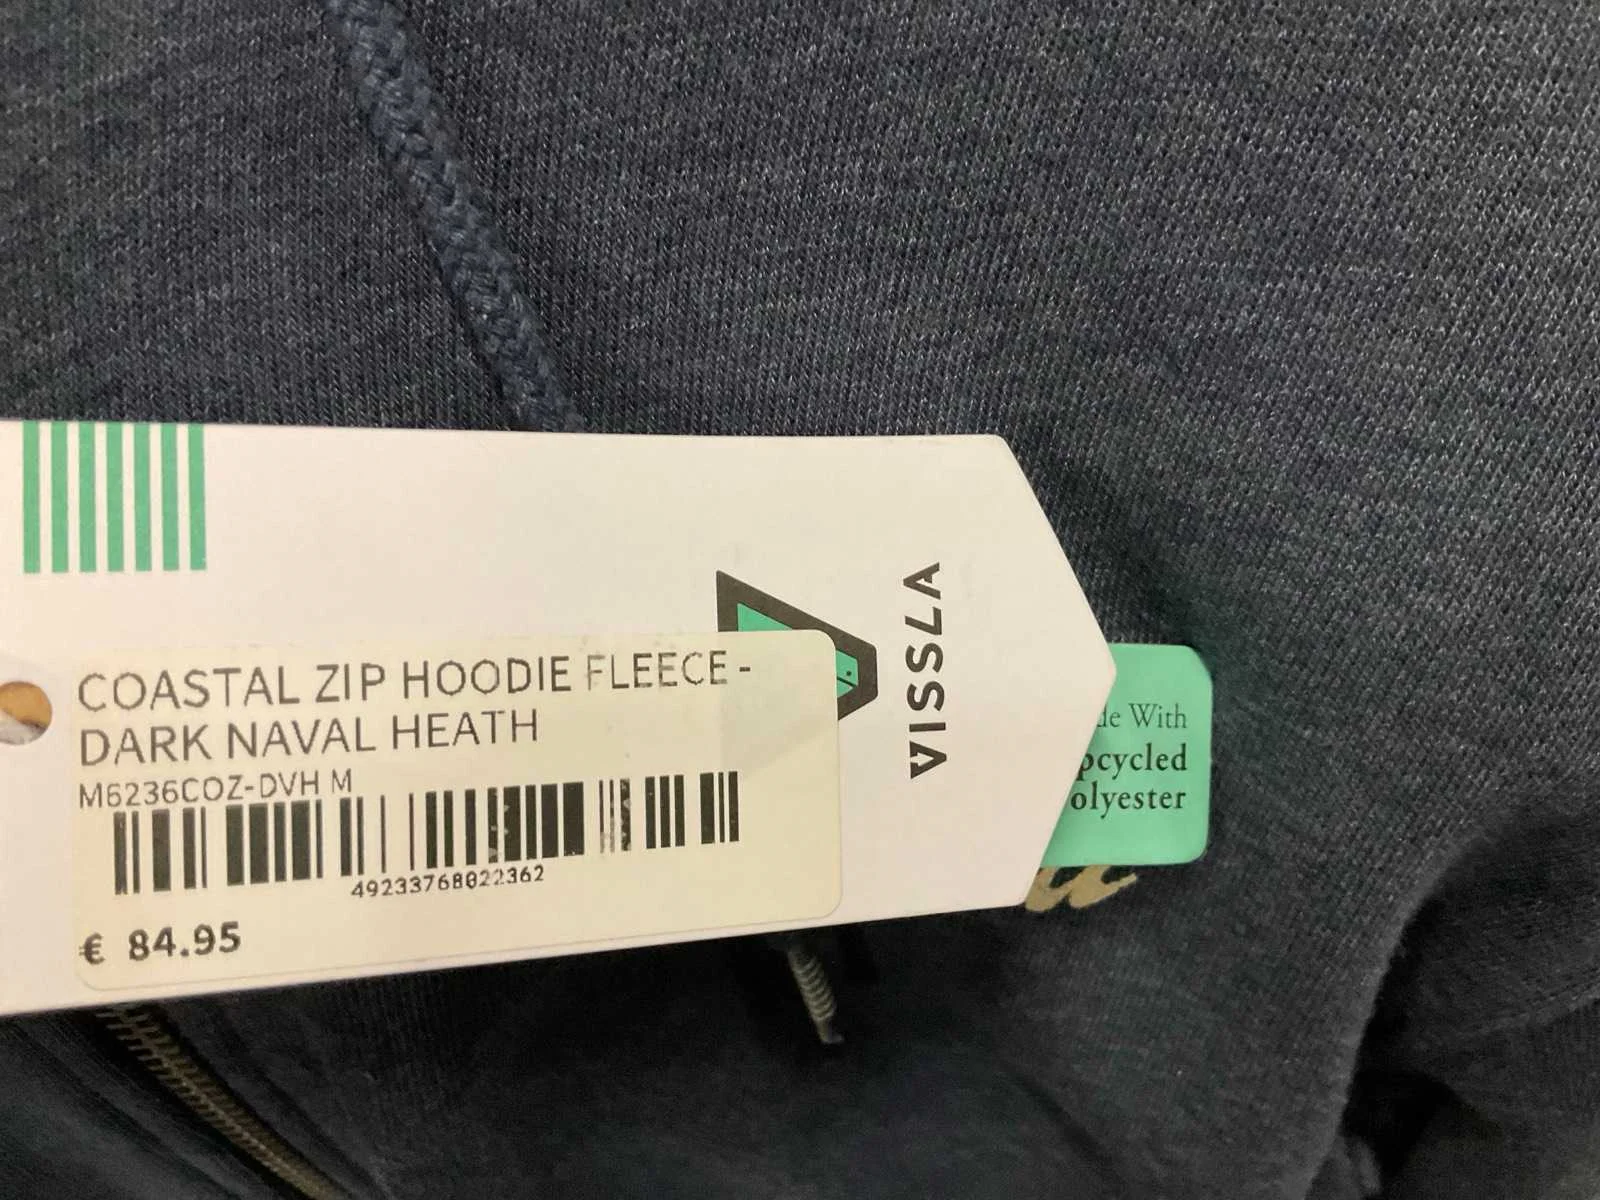 COASTAL ZIP HOODIE FLEECE -
DARK NAVAL HEATH
M6236COZ-DVH M
49233768022362
€ 84.95
VISSLA
de With
pcycled
olyester